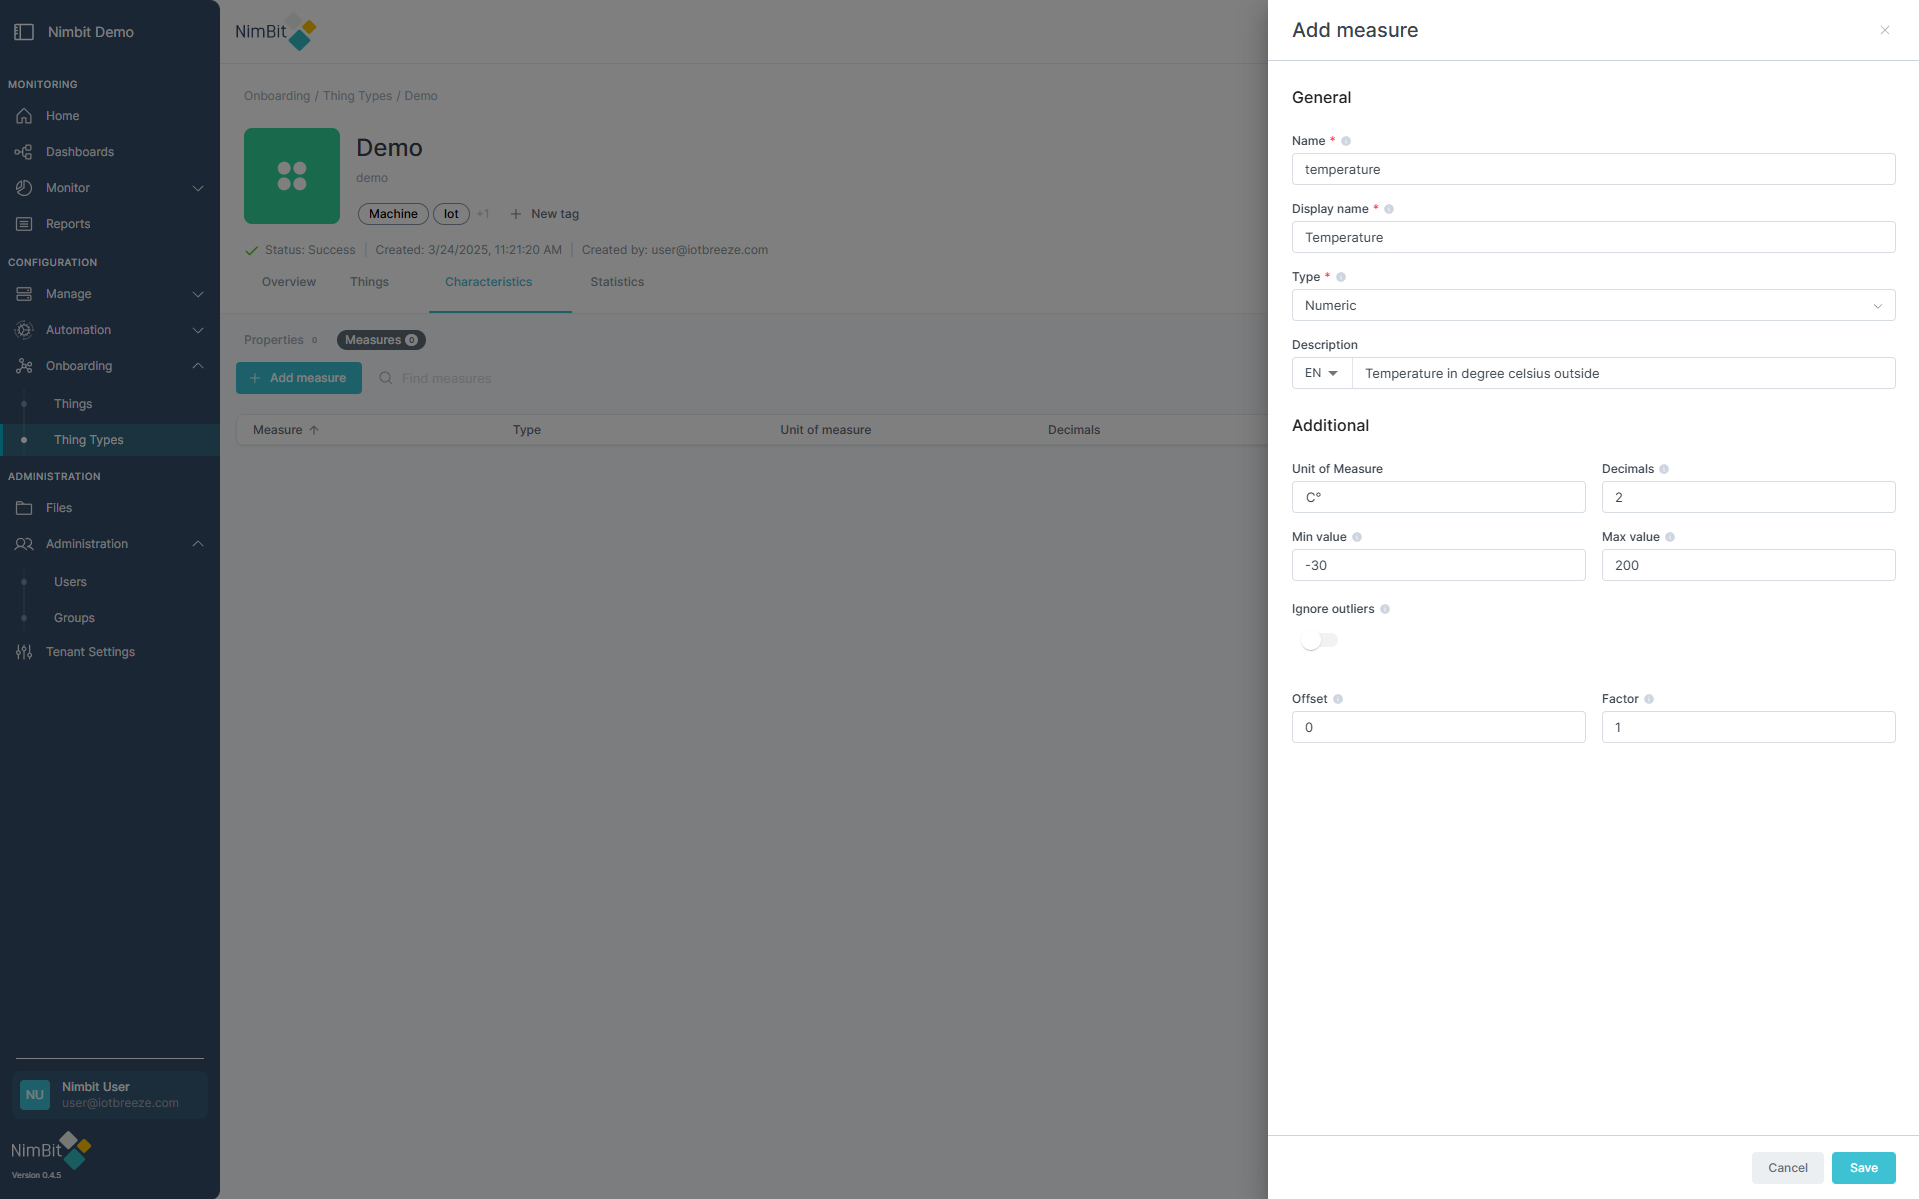 Nimbit Demo
MONITORING
Home
Dashboards
Monitor
Reports
CONFIGURATION
Manage
Automation
Onboarding
Things
Thing Types
ADMINISTRATION
Files
Administration
Users
Groups
Tenant Settings
NU
Nimbit User
user@iotbreeze.com
NimBit
Version 0.4.5
NimBit
Onboarding / Thing Types / Demo
Demo
demo
Machine Iot +1 + New tag
Status: Success | Created: 3/24/2025, 11:21:20 AM | Created by: user@iotbreeze.com
Overview Things Characteristics Statistics
Properties 0 Measures 0
+ Add measure Find measures
Measure Type Unit of measure Decimals
Add measure
General
Name *
temperature
Display name *
Temperature
Type *
Numeric
Description
EN Temperature in degree celsius outside
Additional
Unit of Measure Decimals
C° 2
Min value Max value
-30 200
Ignore outliers
Offset Factor
0 1
Cancel Save